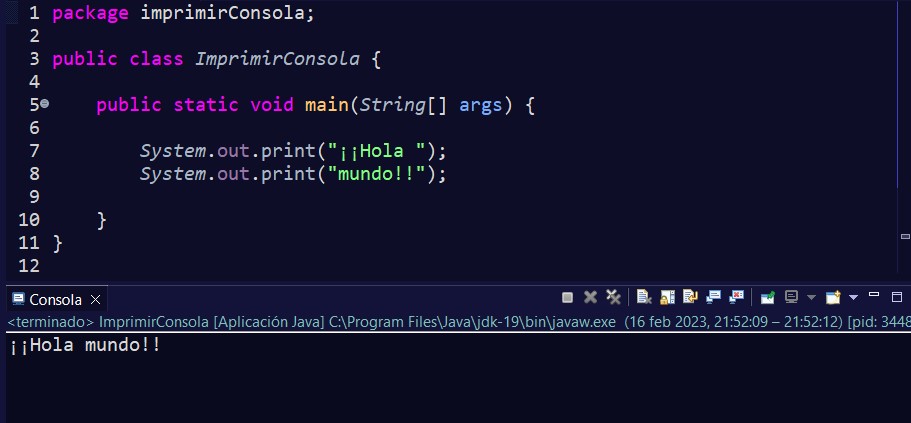 1 package imprimirConsola;
2
3 public class ImprimirConsola {
4
5 public static void main(String[] args) {
6
7 System.out.print("¡¡Hola ");
8 System.out.print("mundo!!");
9
10 }
11 }
12
Consola
<terminado> ImprimirConsola [Aplicación Java] C:\Program Files\Java\jdk-19\bin\javaw.exe (16 feb 2023, 21:52:09 – 21:52:12) [pid: 3448
¡¡Hola mundo!!